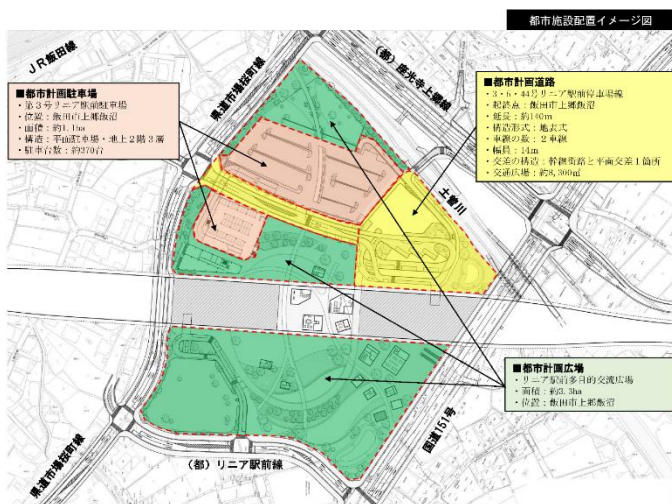 都市施設配置イメージ図
JR飯田線
県道市場桜町線
(都)座光寺上郷線
■都市計画駐車場
・第3号リニア駅前駐車場
・位置:飯田市上郷飯沼
・面積:約1.1ha
・構造:平面駐車場・地上2階3層
・駐車台数:約370台
■都市計画道路
・3・5・44号リニア駅前停車場線
・起終点:飯田市上郷飯沼
・延長:約140m
・構造形式:地表式
・車線の数:2車線
・幅員:14m
・交差の構造:幹線街路と平面交差1箇所
・交通広場:約8,300㎡
土曽川
■都市計画広場
・リニア駅前多目的交流広場
・面積:約3.3ha
・位置:飯田市上郷飯沼
国道151号
県道市場桜町線
(都)リニア駅前線